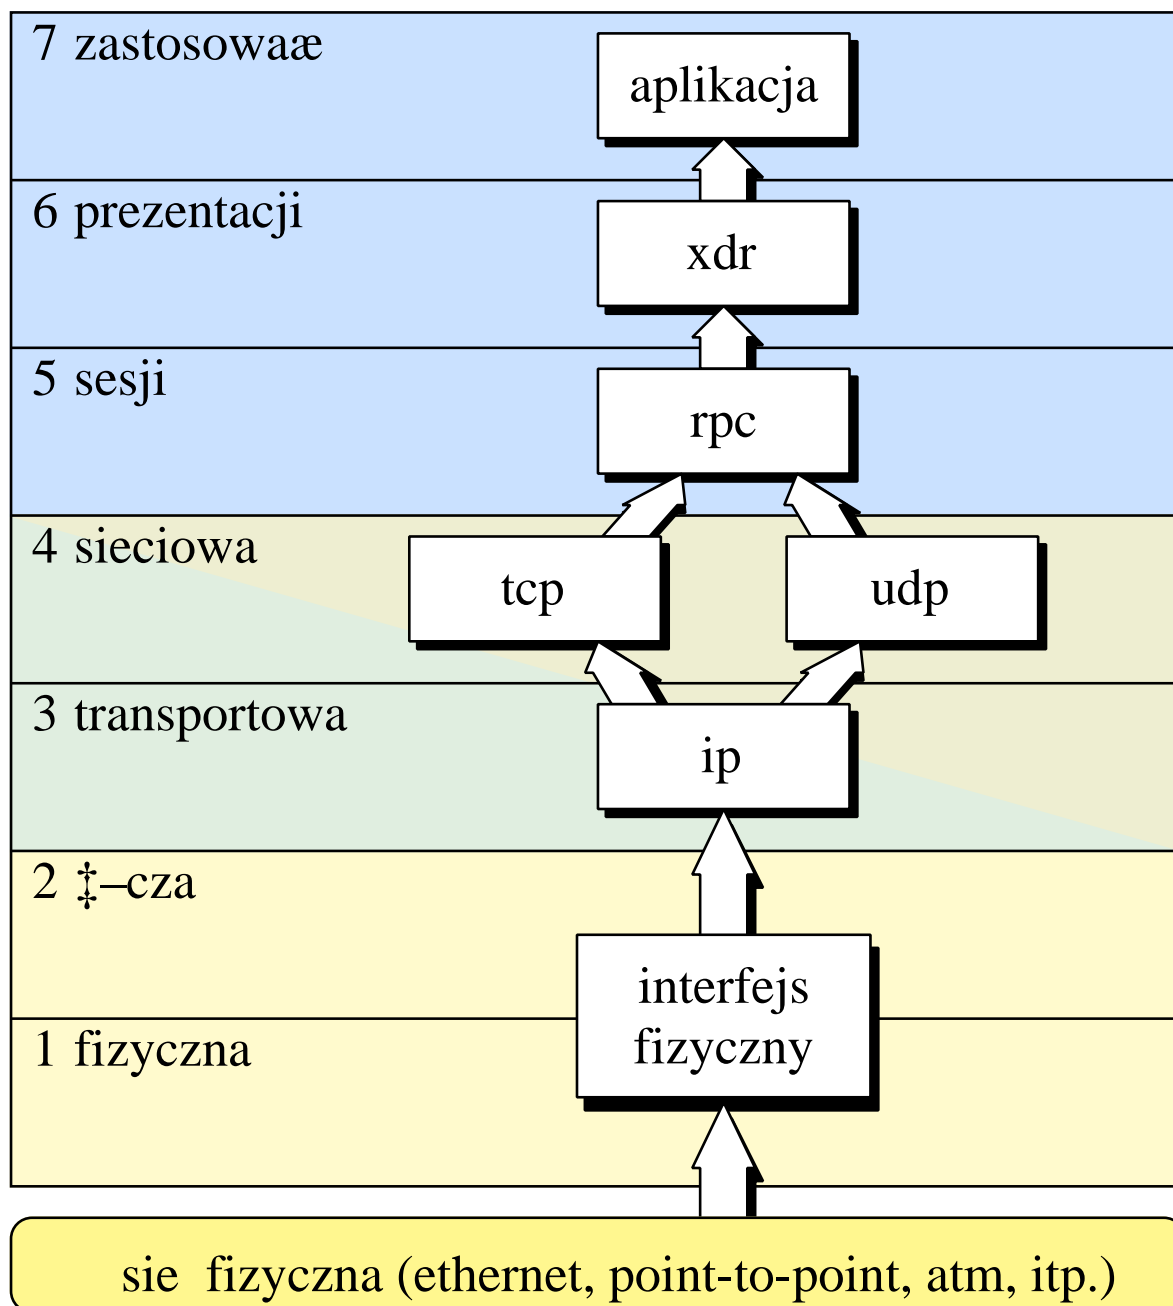 7 zastosowaæ
aplikacja
6 prezentacji
xdr
5 sesji
rpc
4 sieciowa
tcp
udp
3 transportowa
ip
2 ‡–cza
interfejs
fizyczny
1 fizyczna
sie fizyczna (ethernet, point-to-point, atm, itp.)